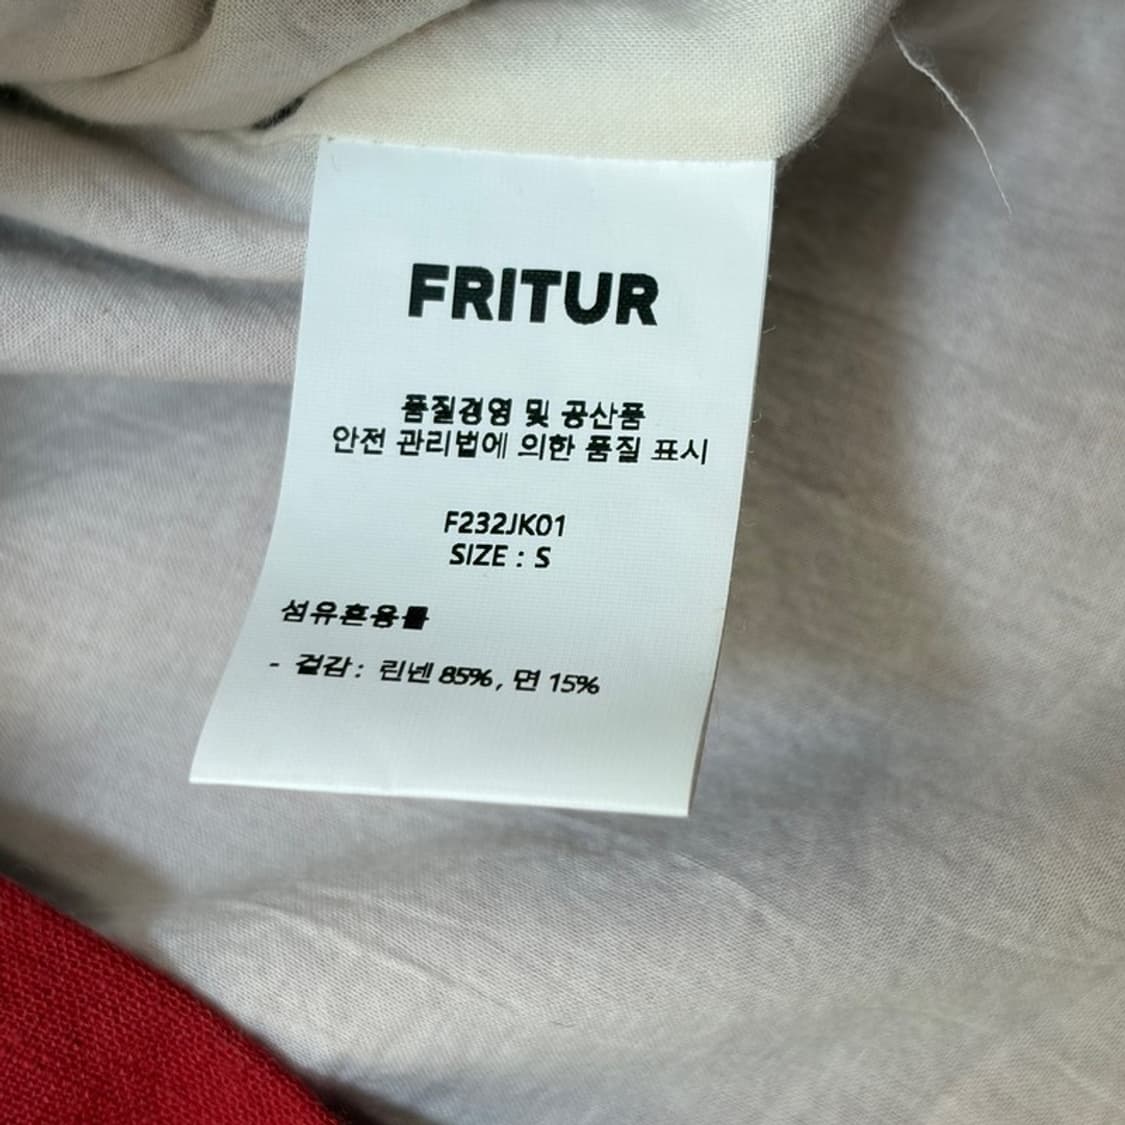 FRITUR
품질경영 및 공산품
안전 관리법에 의한 품질 표시
F232JK01
SIZE : S
섬유혼용률
- 겉감 : 린넨 85% , 면 15%